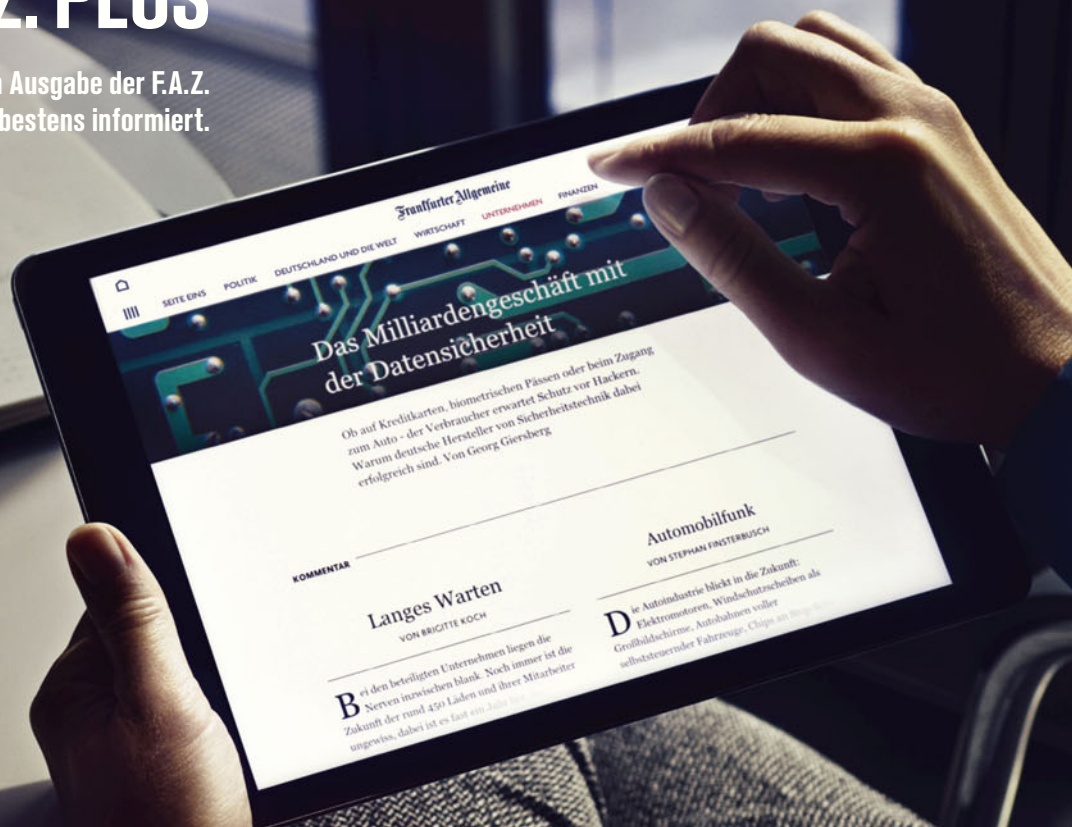 Z. PLUS
Ausgabe der F.A.Z.
bestens informiert.
Frankfurter Allgemeine
SEITE EINS POLITIK DEUTSCHLAND UND DIE WELT WIRTSCHAFT UNTERNEHMEN FINANZEN
Das Milliardengeschäft mit
der Datensicherheit
Ob auf Kreditkarten, biometrischen Pässen oder beim Zugang
zum Auto - der Verbraucher erwartet Schutz vor Hackern.
Warum deutsche Hersteller von Sicherheitstechnik dabei
erfolgreich sind. Von Georg Giersberg
KOMMENTAR
Langes Warten
VON BRIGITTE KOCH
Bei den beteiligten Unternehmen liegen die
Nerven inzwischen blank. Noch immer ist die
Zukunft der rund 450 Läden und ihrer Mitarbeiter
ungewiss, dabei ist es fast ein Jahr her
Automobilfunk
VON STEPHAN FINSTERBUSCH
Die Autoindustrie blickt in die Zukunft:
Elektromotoren, Windschutzscheiben als
Großbildschirme, Autobahnen voller
selbststeuernder Fahrzeuge, Chips an